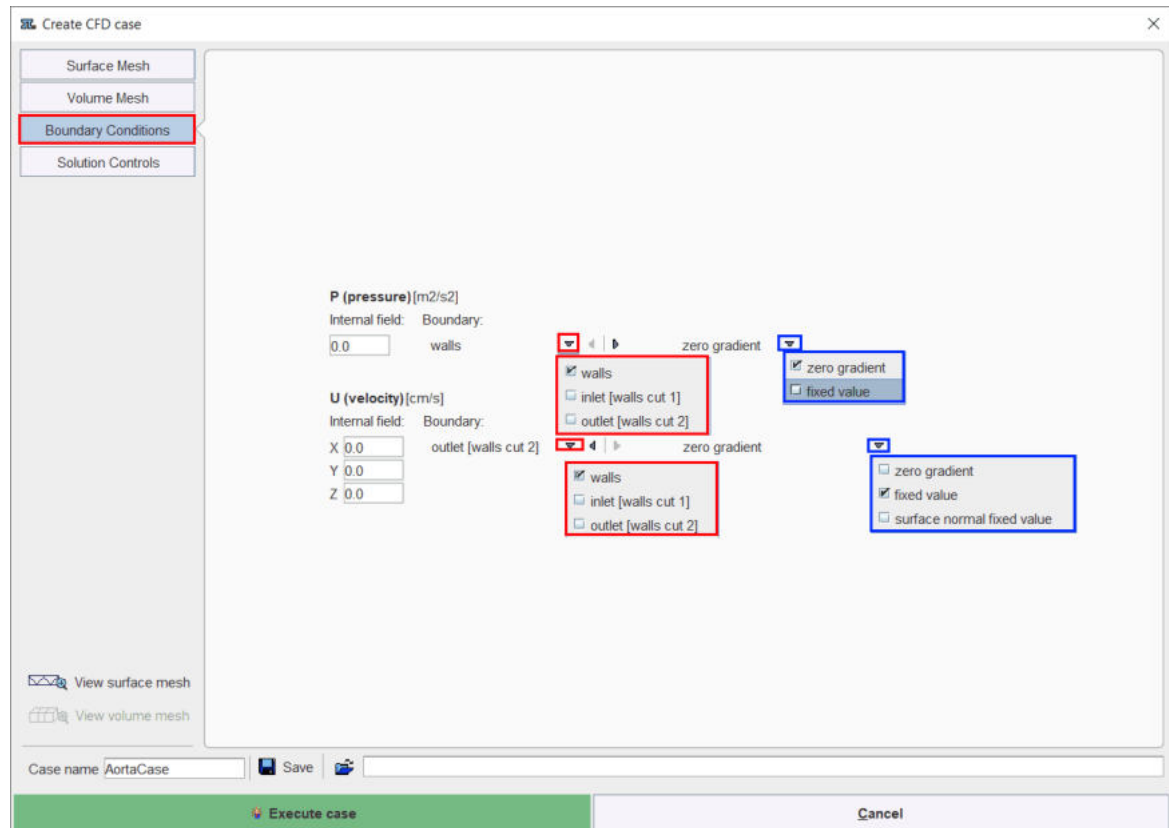 Create CFD case
Surface Mesh
Volume Mesh
Boundary Conditions
Solution Controls
P (pressure)[m2/s2]
Internal field: Boundary:
0.0 walls zero gradient
walls
inlet [walls cut 1]
outlet [walls cut 2]
zero gradient
fixed value
U (velocity)[cm/s]
Internal field: Boundary:
X 0.0 outlet [walls cut 2] zero gradient
Y 0.0
Z 0.0
walls
inlet [walls cut 1]
outlet [walls cut 2]
zero gradient
fixed value
surface normal fixed value
View surface mesh
View volume mesh
Case name AortaCase Save
Execute case Cancel